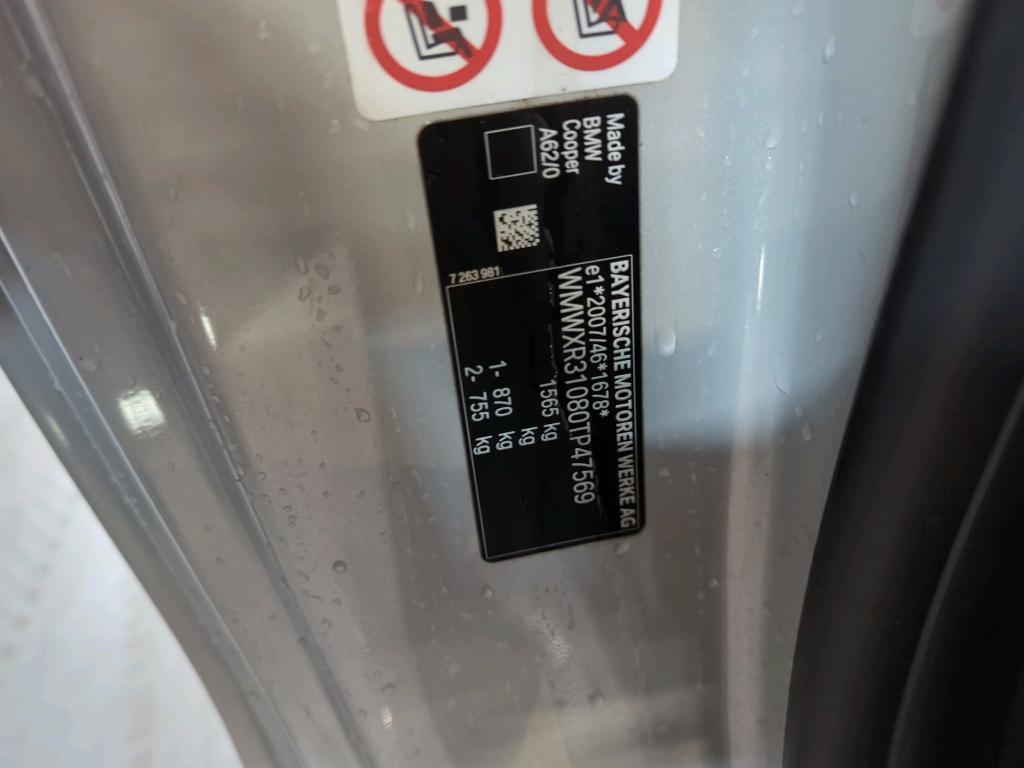 Made by
BMW
Cooper
A62/0
7 263 981
BAYERISCHE MOTOREN WERKE AG
e1*2007/46*1678*
WMWXR31080TP47569
1565 kg
1- 870 kg
2- 755 kg